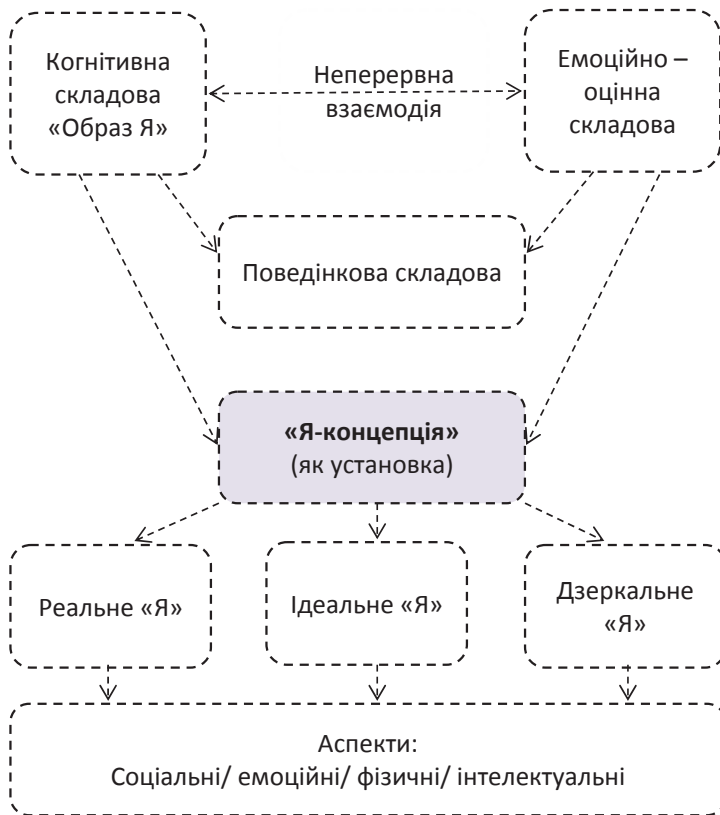 Когнітивна
складова
«Образ Я»
Неперервна
взаємодія
Емоційно –
оцінна
складова
Поведінкова складова
«Я-концепція»
(як установка)
Реальне «Я»
Ідеальне «Я»
Дзеркальне
«Я»
Аспекти:
Соціальні/ емоційні/ фізичні/ інтелектуальні